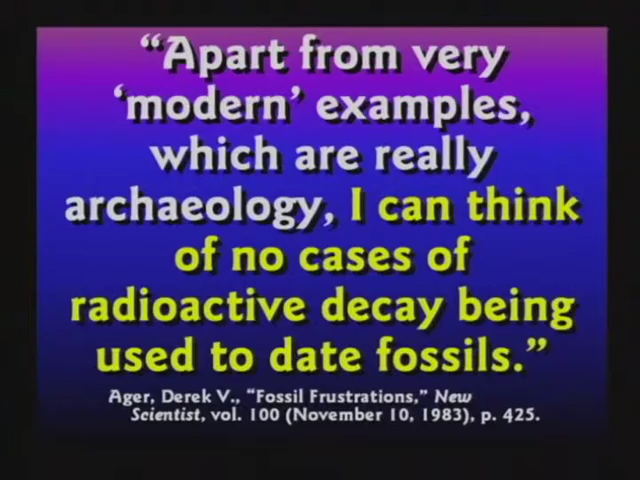 “Apart from very
‘modern’ examples,
which are really
archaeology, I can think
of no cases of
radioactive decay being
used to date fossils.”
Ager, Derek V., “Fossil Frustrations,” New
Scientist, vol. 100 (November 10, 1983), p. 425.